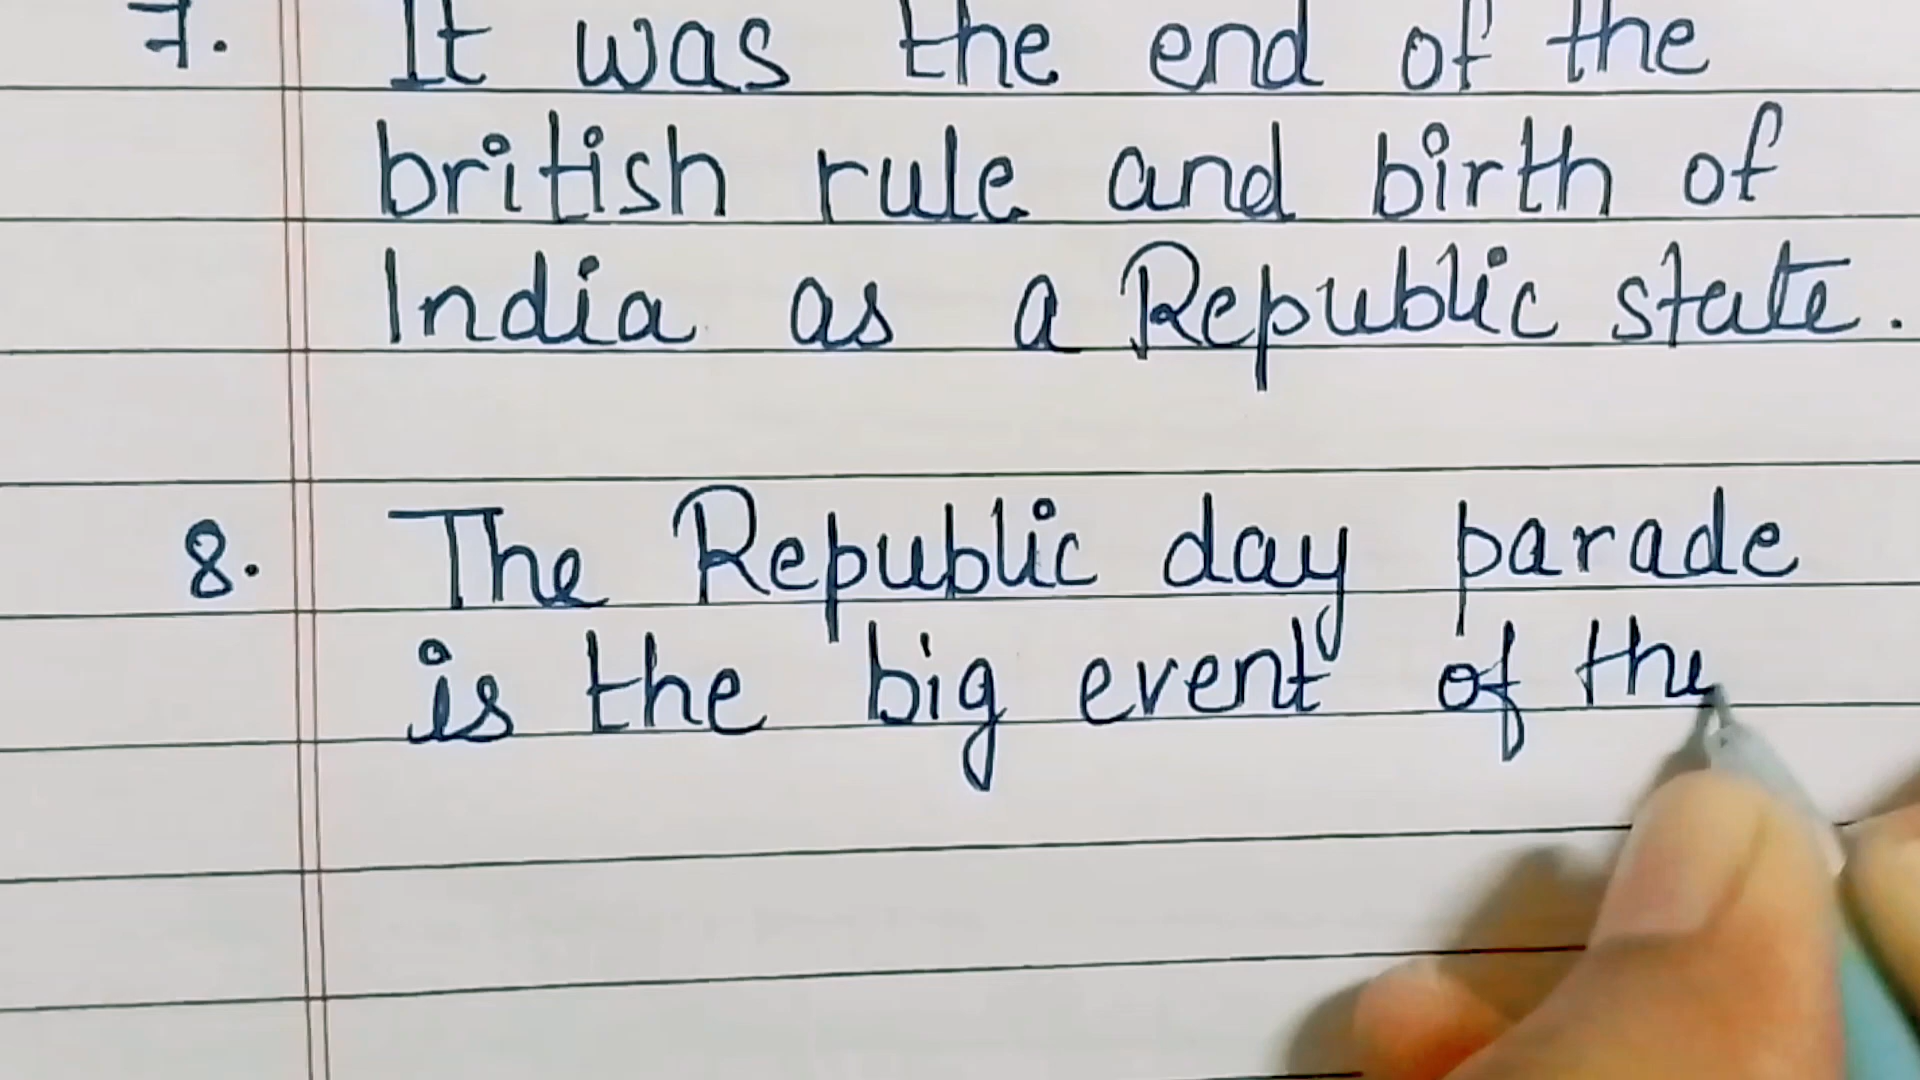 7. It was the end of the
british rule and birth of
India as a Republic state.
8. The Republic day parade
is the big event of the